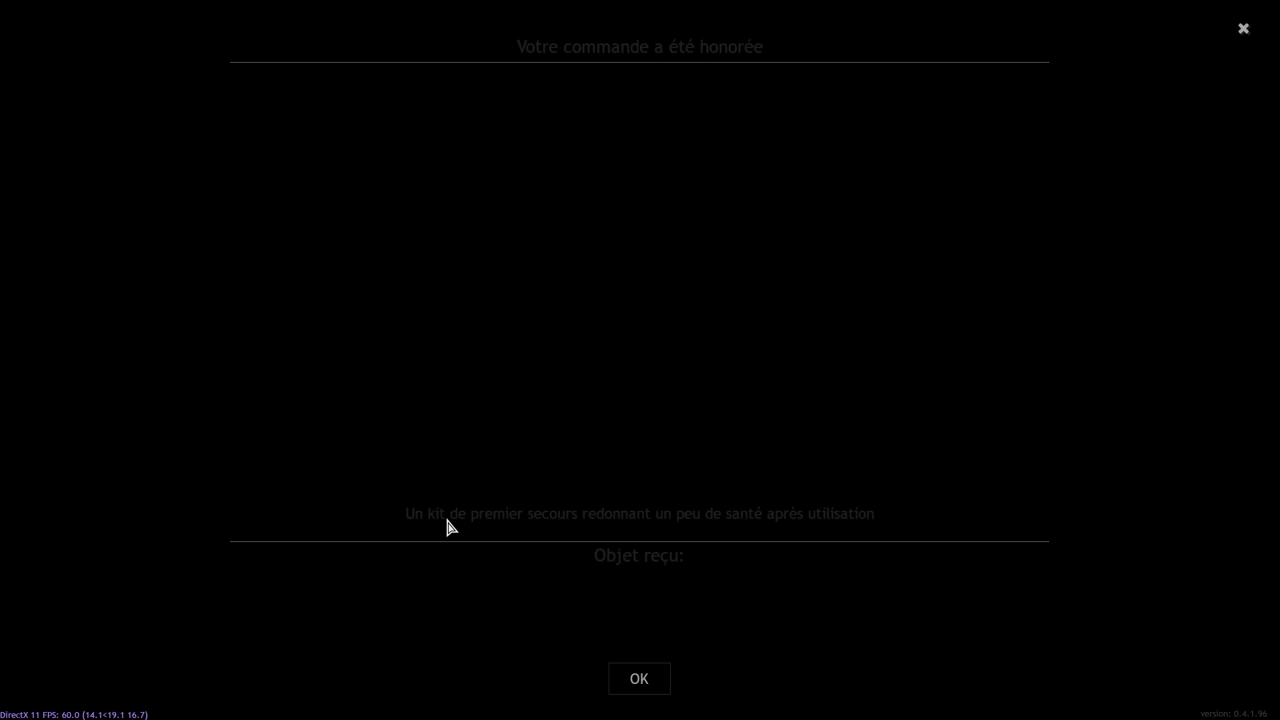 Votre commande a été honorée
Un kit de premier secours redonnant un peu de santé après utilisation
Objet reçu:
OK
DirectX 11 FPS: 60.0 (14.1<19.1 16.7)
version: 0.4.1.96